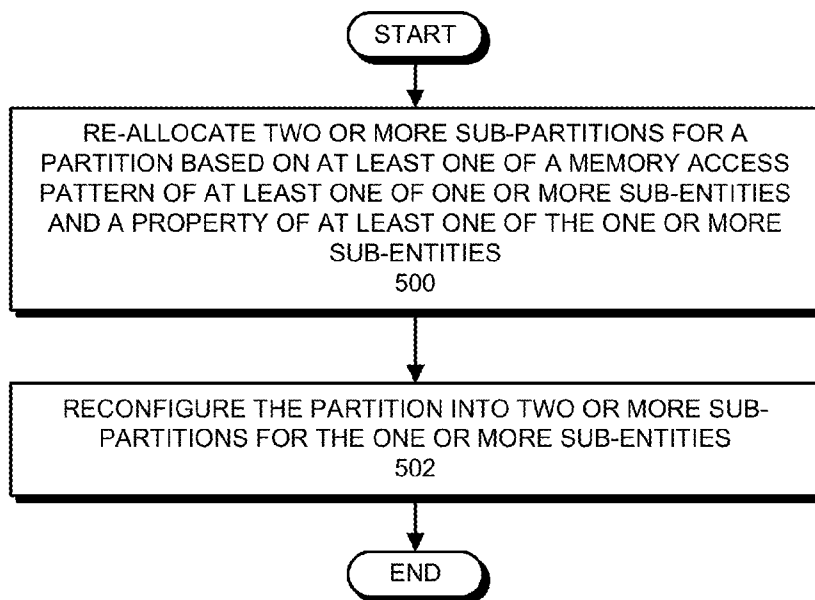 START
RE-ALLOCATE TWO OR MORE SUB-PARTITIONS FOR A
PARTITION BASED ON AT LEAST ONE OF A MEMORY ACCESS
PATTERN OF AT LEAST ONE OF ONE OR MORE SUB-ENTITIES
AND A PROPERTY OF AT LEAST ONE OF THE ONE OR MORE
SUB-ENTITIES
500
RECONFIGURE THE PARTITION INTO TWO OR MORE SUB-
PARTITIONS FOR THE ONE OR MORE SUB-ENTITIES
502
END